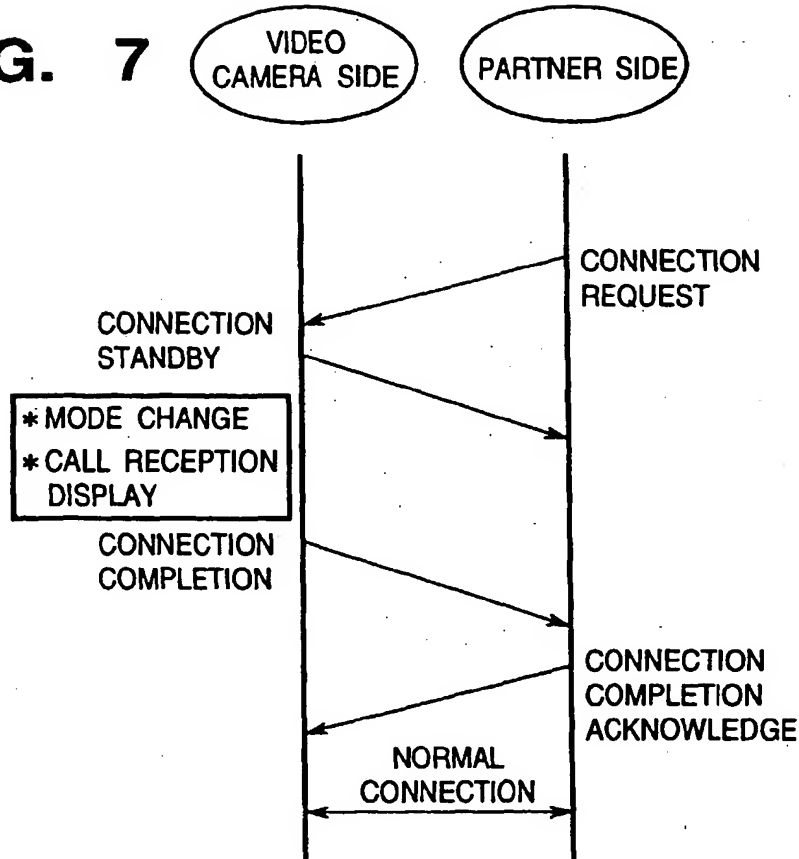 G. 7
VIDEO
CAMERA SIDE
PARTNER SIDE
CONNECTION
REQUEST
CONNECTION
STANDBY
*MODE CHANGE
*CALL RECEPTION
DISPLAY
CONNECTION
COMPLETION
CONNECTION
COMPLETION
ACKNOWLEDGE
NORMAL
CONNECTION